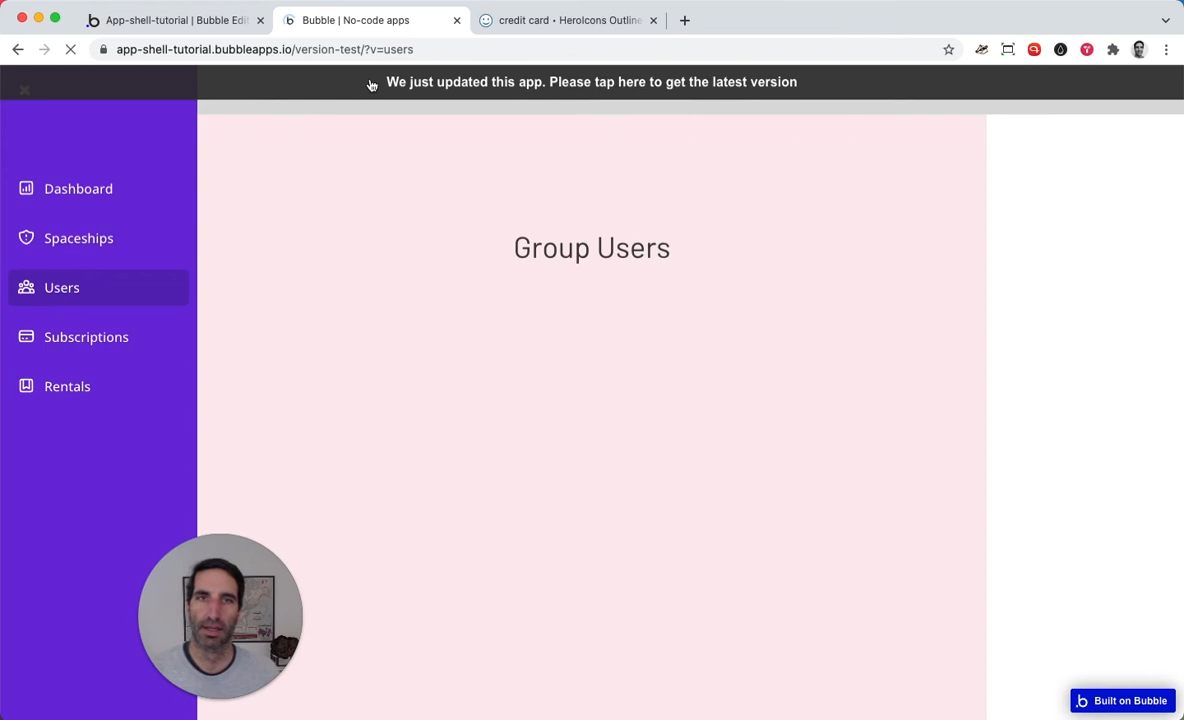 App-shell-tutorial | Bubble Edi
Bubble | No-code apps
credit card • HeroIcons Outline
app-shell-tutorial.bubbleapps.io/version-test/?v=users
We just updated this app. Please tap here to get the latest version
Dashboard
Spaceships
Users
Subscriptions
Rentals
Group Users
Built on Bubble